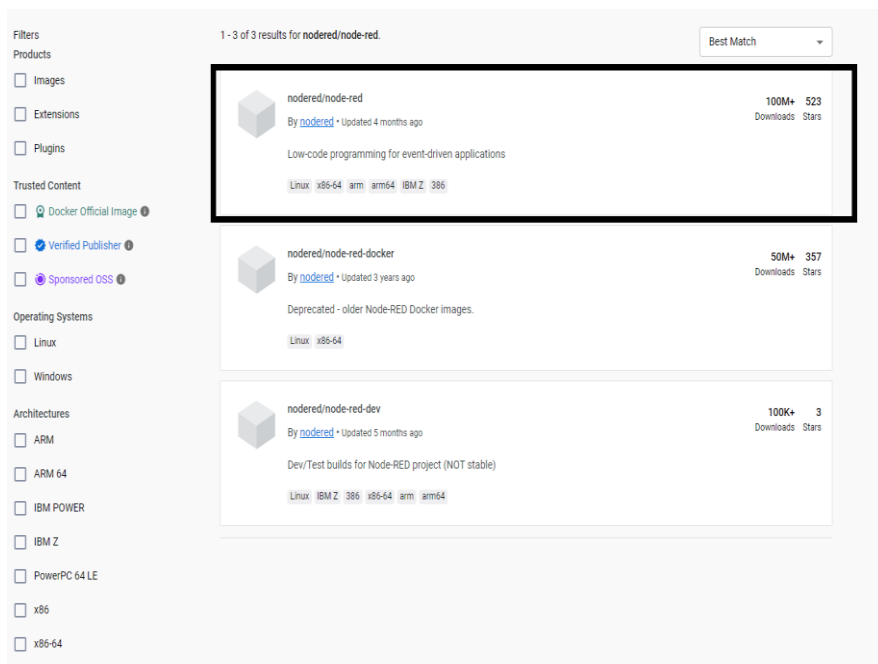 Filters
Products
Images
Extensions
Plugins
Trusted Content
Docker Official Image
Verified Publisher
Sponsored OSS
Operating Systems
Linux
Windows
Architectures
ARM
ARM 64
IBM POWER
IBM Z
PowerPC 64 LE
x86
x86-64
1 - 3 of 3 results for nodered/node-red.
Best Match
nodered/node-red
By nodered • Updated 4 months ago
Low-code programming for event-driven applications
Linux x86-64 arm arm64 IBM Z 386
100M+ 523
Downloads Stars
nodered/node-red-docker
By nodered • Updated 3 years ago
Deprecated - older Node-RED Docker images.
Linux x86-64
50M+ 357
Downloads Stars
nodered/node-red-dev
By nodered • Updated 5 months ago
Dev/Test builds for Node-RED project (NOT stable)
Linux IBM Z 386 x86-64 arm arm64
100K+ 3
Downloads Stars